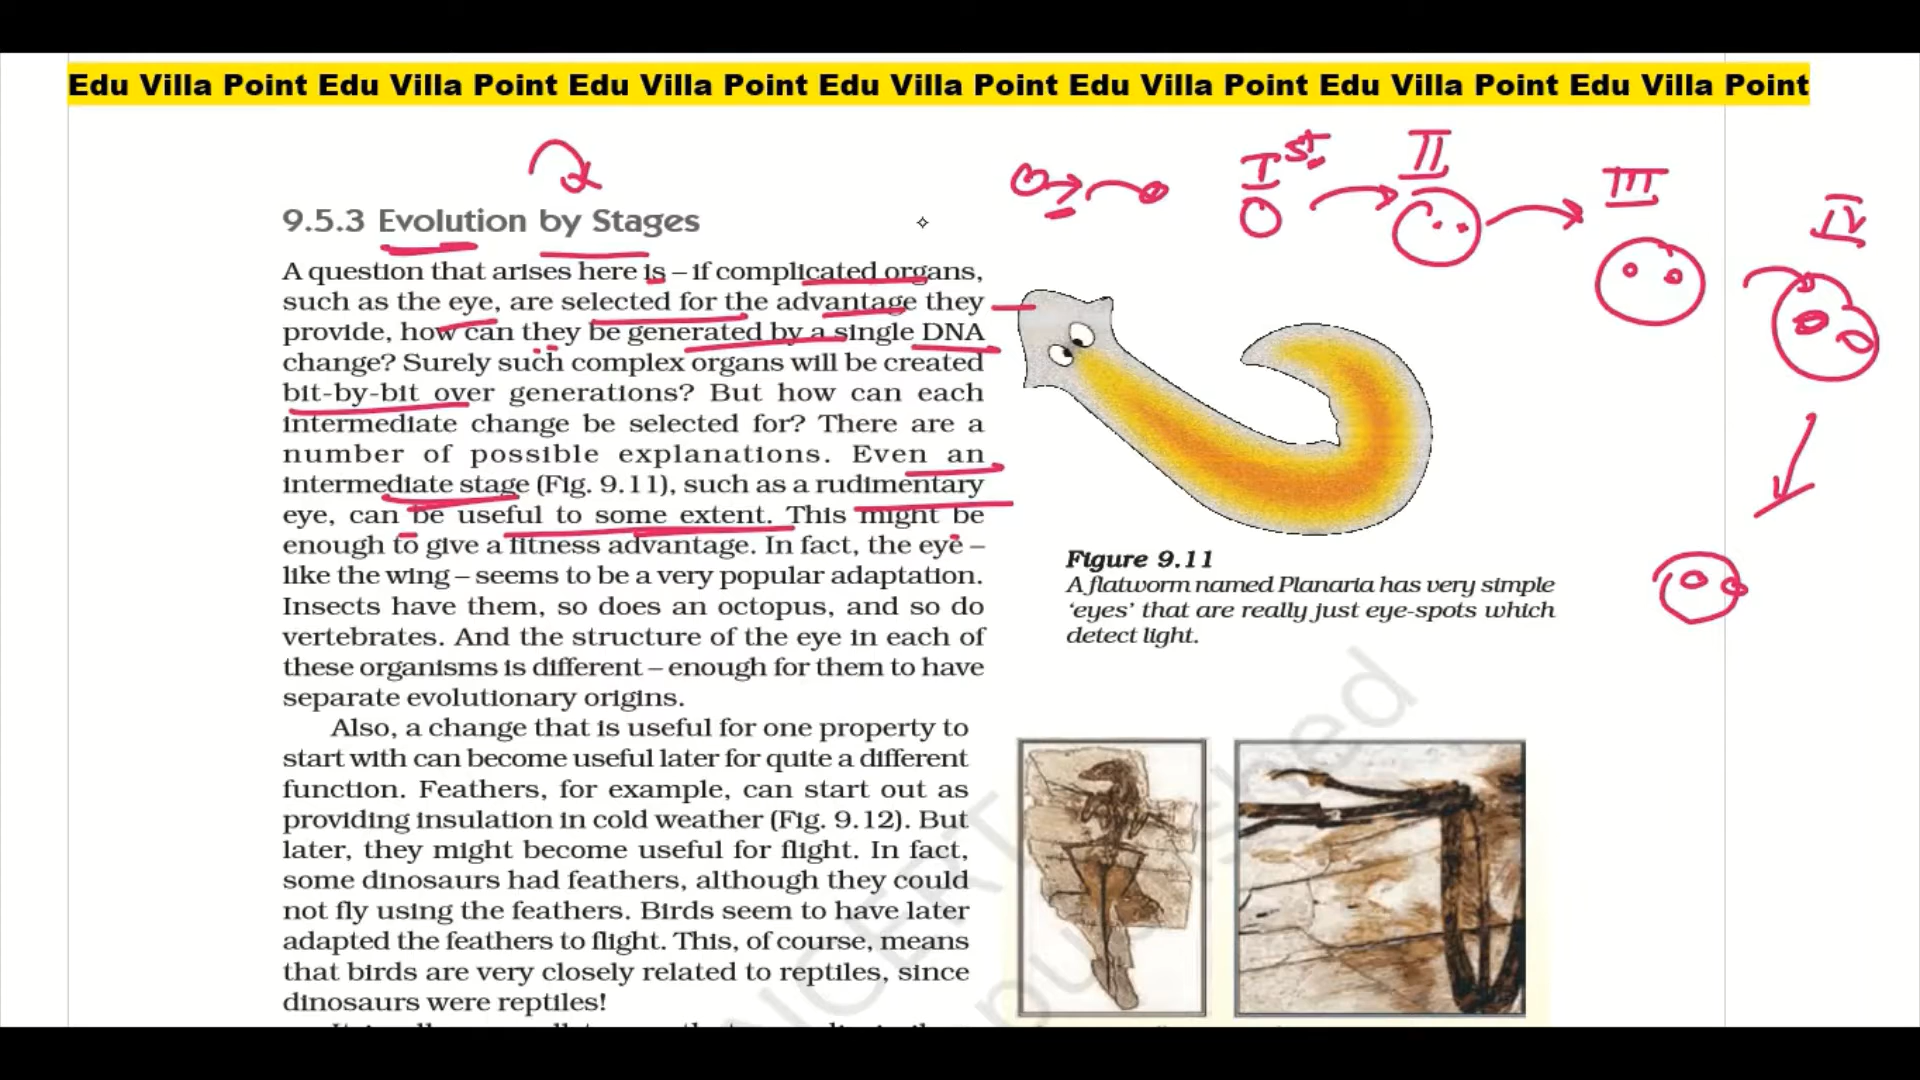 Edu Villa Point Edu Villa Point Edu Villa Point Edu Villa Point Edu Villa Point Edu Villa Point Edu Villa Point
Ist
II
III
IV
9.5.3 Evolution by Stages
A question that arises here is – if complicated organs,
such as the eye, are selected for the advantage they
provide, how can they be generated by a single DNA
change? Surely such complex organs will be created
bit-by-bit over generations? But how can each
intermediate change be selected for? There are a
number of possible explanations. Even an
intermediate stage (Fig. 9.11), such as a rudimentary
eye, can be useful to some extent. This might be
enough to give a fitness advantage. In fact, the eye –
like the wing – seems to be a very popular adaptation.
Insects have them, so does an octopus, and so do
vertebrates. And the structure of the eye in each of
these organisms is different – enough for them to have
separate evolutionary origins.
Also, a change that is useful for one property to
start with can become useful later for quite a different
function. Feathers, for example, can start out as
providing insulation in cold weather (Fig. 9.12). But
later, they might become useful for flight. In fact,
some dinosaurs had feathers, although they could
not fly using the feathers. Birds seem to have later
adapted the feathers to flight. This, of course, means
that birds are very closely related to reptiles, since
dinosaurs were reptiles!
Figure 9.11
A flatworm named Planaria has very simple
‘eyes’ that are really just eye-spots which
detect light.
NCERT
published